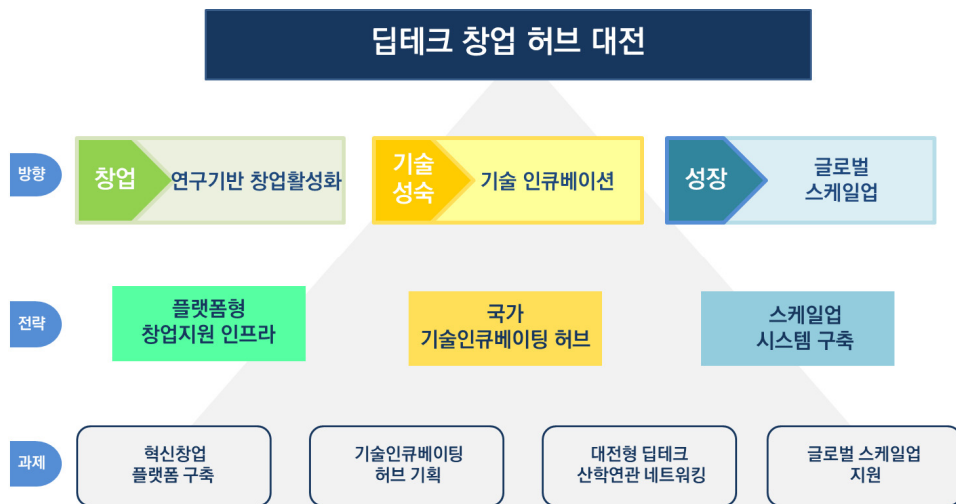 딥테크 창업 허브 대전
방향
창업
연구기반 창업활성화
기술
성숙
기술 인큐베이션
성장
글로벌
스케일업
전략
플랫폼형
창업지원 인프라
국가
기술인큐베이팅 허브
스케일업
시스템 구축
과제
혁신창업
플랫폼 구축
기술인큐베이팅
허브 기획
대전형 딥테크
산학연관 네트워킹
글로벌 스케일업
지원